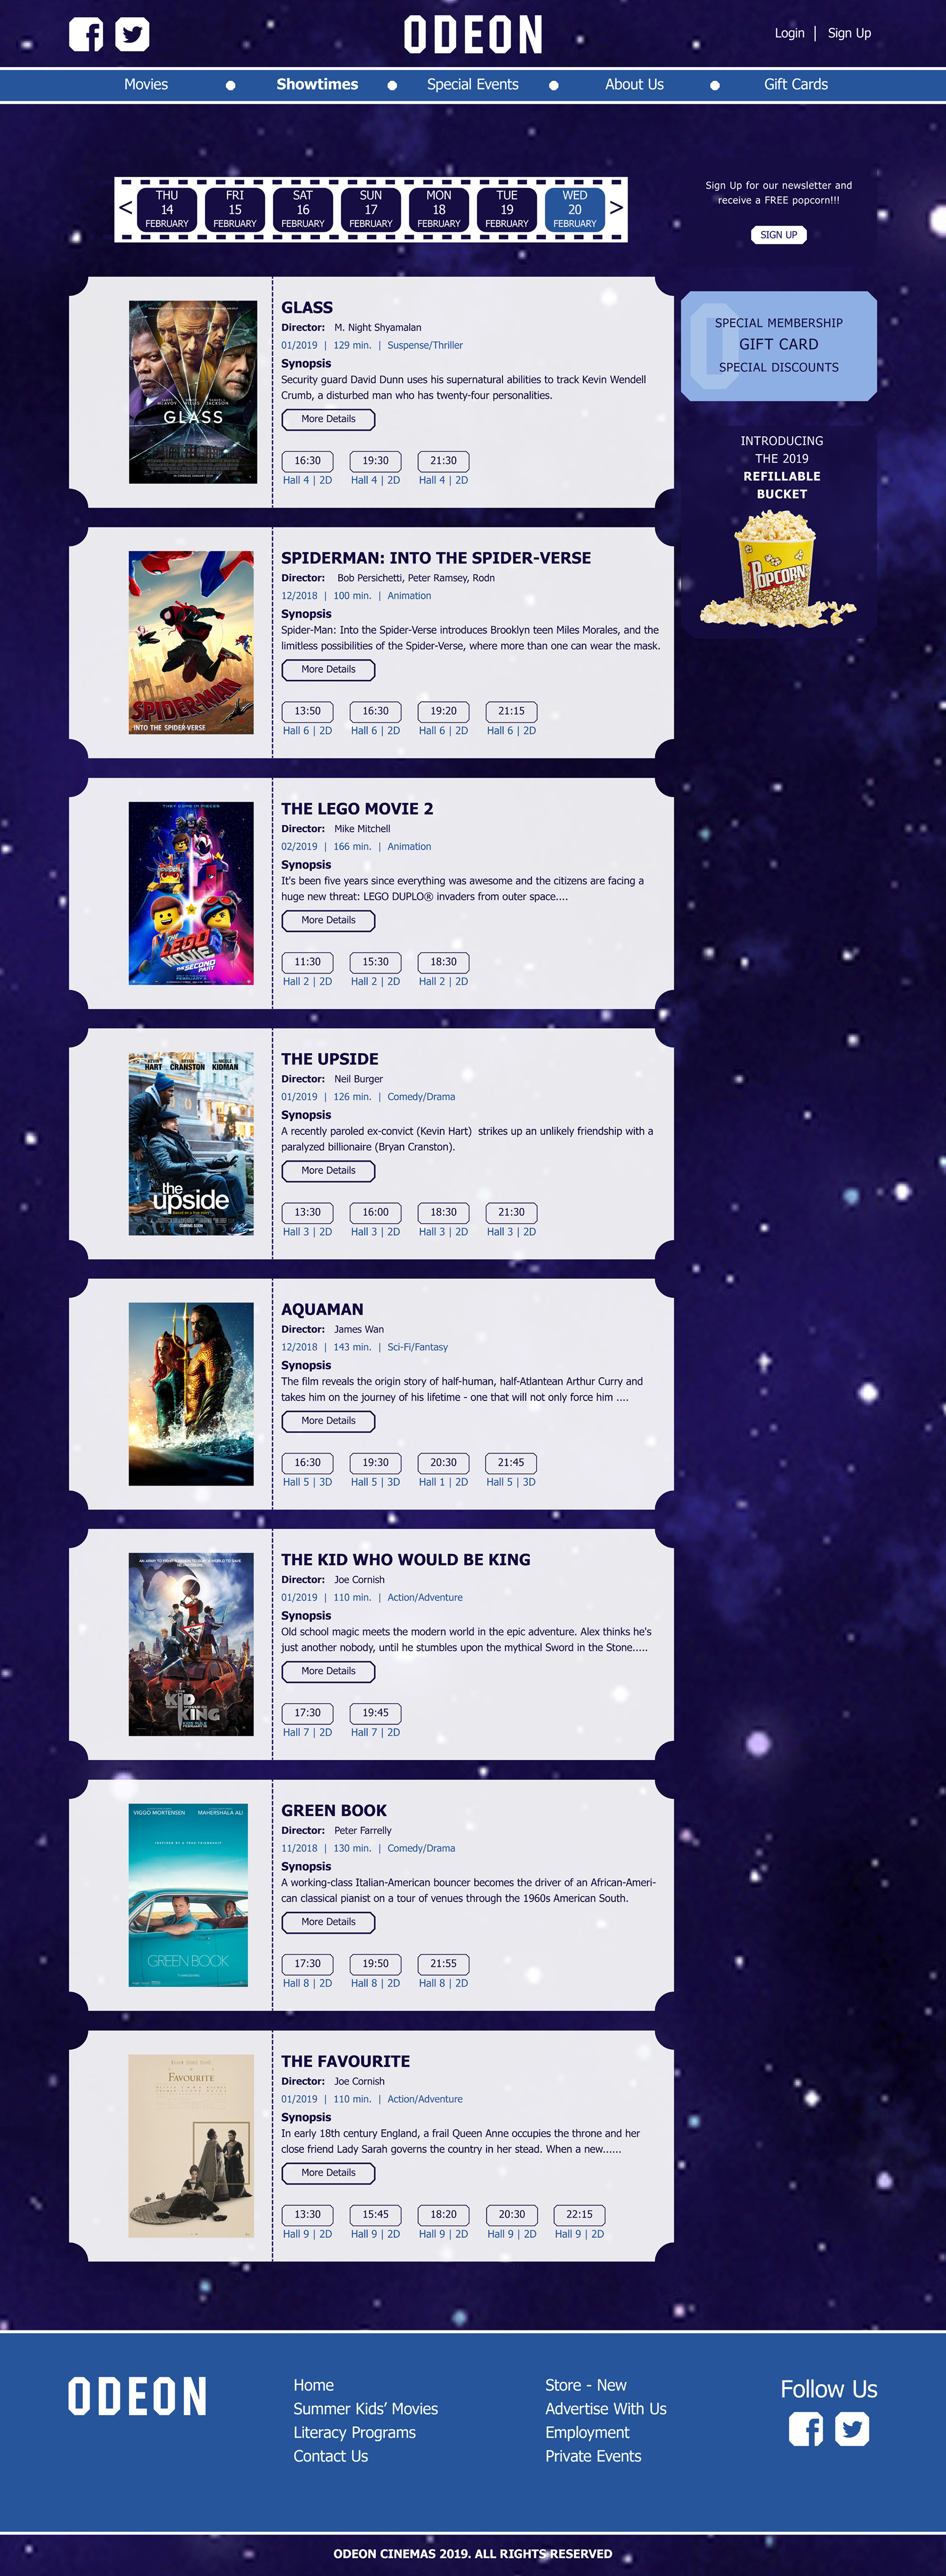 ODEON
Login | Sign Up
Movies
Showtimes
Special Events
About Us
Gift Cards
<
THU
14
FEBRUARY
FRI
15
FEBRUARY
SAT
16
FEBRUARY
SUN
17
FEBRUARY
MON
18
FEBRUARY
TUE
19
FEBRUARY
WED
20
FEBRUARY
>
Sign Up for our newsletter and
receive a FREE popcorn!!!
SIGN UP
SPECIAL MEMBERSHIP
GIFT CARD
SPECIAL DISCOUNTS
INTRODUCING
THE 2019
REFILLABLE
BUCKET
POPCORN
GLASS
GLASS
Director: M. Night Shyamalan
01/2019 | 129 min. | Suspense/Thriller
Synopsis
Security guard David Dunn uses his supernatural abilities to track Kevin Wendell
Crumb, a disturbed man who has twenty-four personalities.
More Details
16:30 19:30 21:30
Hall 4 | 2D Hall 4 | 2D Hall 4 | 2D
SPIDER-MAN
INTO THE SPIDER-VERSE
SPIDERMAN: INTO THE SPIDER-VERSE
Director: Bob Persichetti, Peter Ramsey, Rodn
12/2018 | 100 min. | Animation
Synopsis
Spider-Man: Into the Spider-Verse introduces Brooklyn teen Miles Morales, and the
limitless possibilities of the Spider-Verse, where more than one can wear the mask.
More Details
13:50 16:30 19:20 21:15
Hall 6 | 2D Hall 6 | 2D Hall 6 | 2D Hall 6 | 2D
THEY COME IN PIECES
THE
LEGO
MOVIE
THE SECOND
PART
THE LEGO MOVIE 2
Director: Mike Mitchell
02/2019 | 166 min. | Animation
Synopsis
It's been five years since everything was awesome and the citizens are facing a
huge new threat: LEGO DUPLO® invaders from outer space....
More Details
11:30 15:30 18:30
Hall 2 | 2D Hall 2 | 2D Hall 2 | 2D
HART CRANSTON KIDMAN
the
upside
COMING SOON
THE UPSIDE
Director: Neil Burger
01/2019 | 126 min. | Comedy/Drama
Synopsis
A recently paroled ex-convict (Kevin Hart) strikes up an unlikely friendship with a
paralyzed billionaire (Bryan Cranston).
More Details
13:30 16:00 18:30 21:30
Hall 3 | 2D Hall 3 | 2D Hall 3 | 2D Hall 3 | 2D
AQUAMAN
Director: James Wan
12/2018 | 143 min. | Sci-Fi/Fantasy
Synopsis
The film reveals the origin story of half-human, half-Atlantean Arthur Curry and
takes him on the journey of his lifetime - one that will not only force him ....
More Details
16:30 19:30 20:30 21:45
Hall 5 | 3D Hall 5 | 3D Hall 1 | 2D Hall 5 | 3D
KID
KING
THE KID WHO WOULD BE KING
Director: Joe Cornish
01/2019 | 110 min. | Action/Adventure
Synopsis
Old school magic meets the modern world in the epic adventure. Alex thinks he's
just another nobody, until he stumbles upon the mythical Sword in the Stone.....
More Details
17:30 19:45
Hall 7 | 2D Hall 7 | 2D
VIGGO MORTENSEN MAHERSHALA ALI
INSPIRED BY A TRUE FRIENDSHIP
GREEN BOOK
GREEN BOOK
Director: Peter Farrelly
11/2018 | 130 min. | Comedy/Drama
Synopsis
A working-class Italian-American bouncer becomes the driver of an African-Ameri-
can classical pianist on a tour of venues through the 1960s American South.
More Details
17:30 19:50 21:55
Hall 8 | 2D Hall 8 | 2D Hall 8 | 2D
FAVOURITE
THE FAVOURITE
Director: Joe Cornish
01/2019 | 110 min. | Action/Adventure
Synopsis
In early 18th century England, a frail Queen Anne occupies the throne and her
close friend Lady Sarah governs the country in her stead. When a new......
More Details
13:30 15:45 18:20 20:30 22:15
Hall 9 | 2D Hall 9 | 2D Hall 9 | 2D Hall 9 | 2D Hall 9 | 2D
ODEON
Home
Summer Kids’ Movies
Literacy Programs
Contact Us
Store - New
Advertise With Us
Employment
Private Events
Follow Us
ODEON CINEMAS 2019. ALL RIGHTS RESERVED